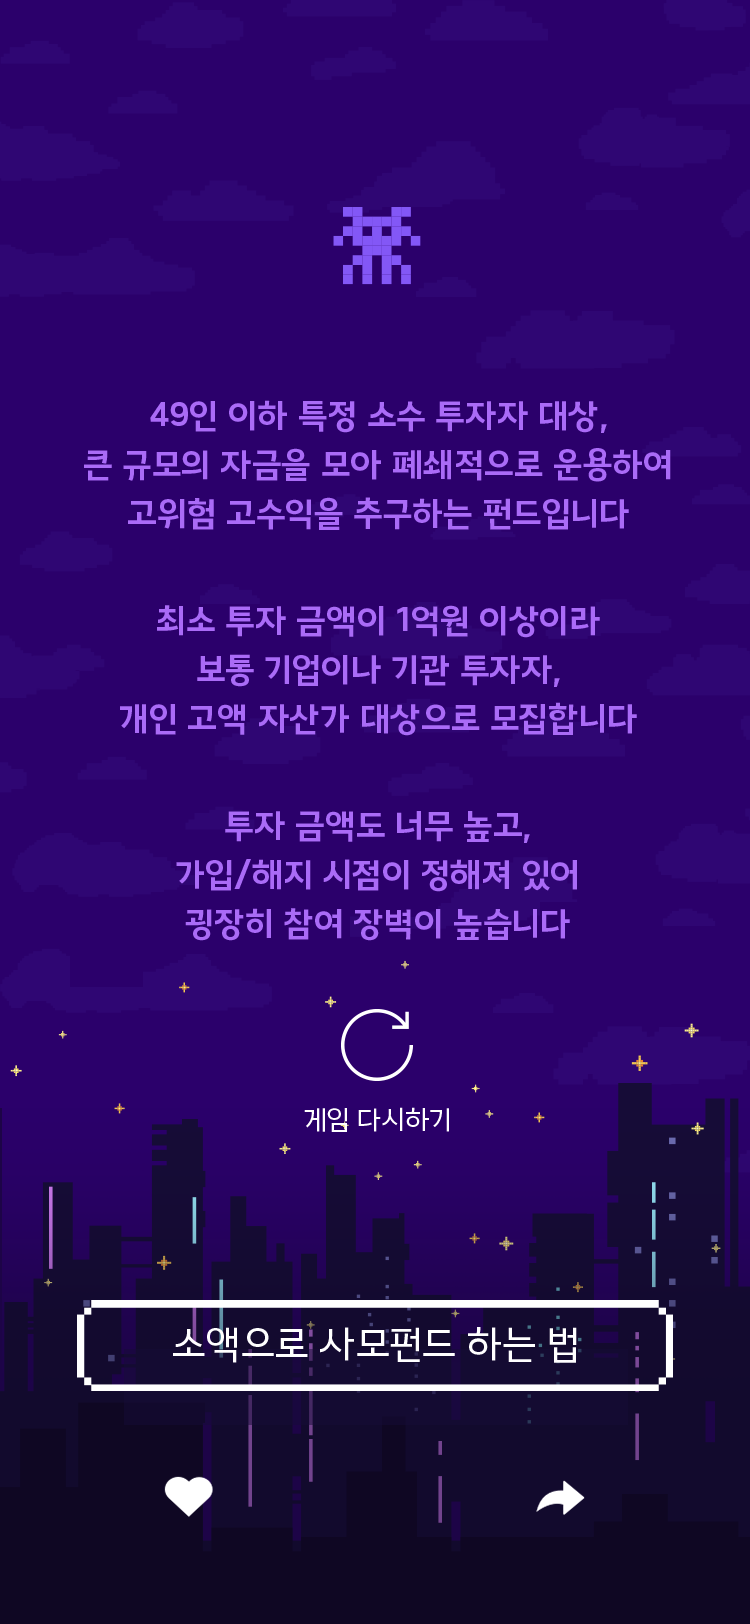 49인 이하 특정 소수 투자자 대상,
큰 규모의 자금을 모아 폐쇄적으로 운용하여
고위험 고수익을 추구하는 펀드입니다
최소 투자 금액이 1억원 이상이라
보통 기업이나 기관 투자자,
개인 고액 자산가 대상으로 모집합니다
투자 금액도 너무 높고,
가입/해지 시점이 정해져 있어
굉장히 참여 장벽이 높습니다
게임 다시하기
소액으로 사모펀드 하는 법